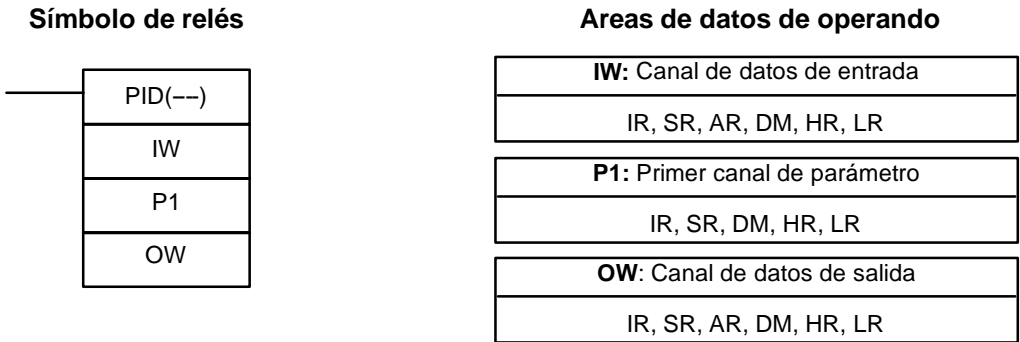 Símbolo de relés
PID(---)
IW
P1
OW
Areas de datos de operando
IW: Canal de datos de entrada
IR, SR, AR, DM, HR, LR
P1: Primer canal de parámetro
IR, SR, DM, HR, LR
OW: Canal de datos de salida
IR, SR, AR, DM, HR, LR